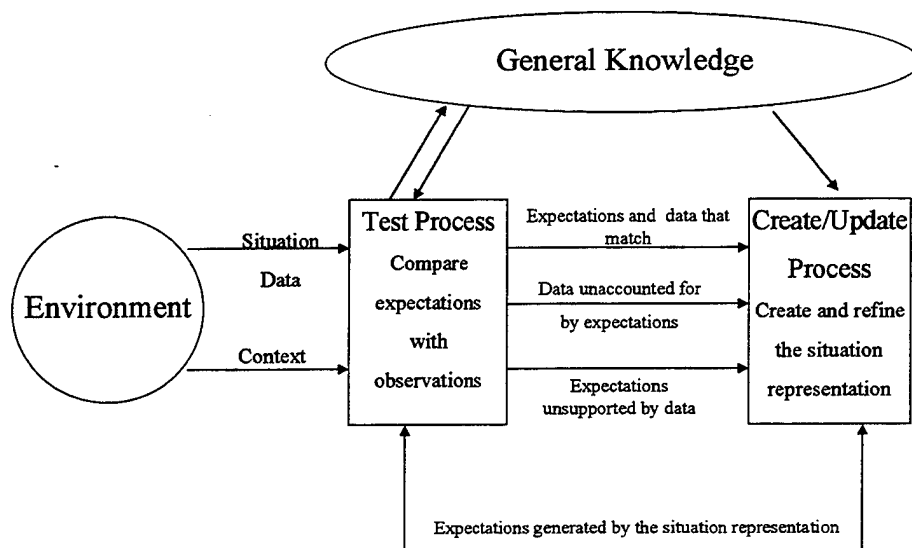 General Knowledge
Environment
Situation
Data
Context
Test Process
Compare
expectations
with
observations
Expectations and data that
match
Data unaccounted for
by expectations
Expectations
unsupported by data
Create/Update
Process
Create and refine
the situation
representation
Expectations generated by the situation representation